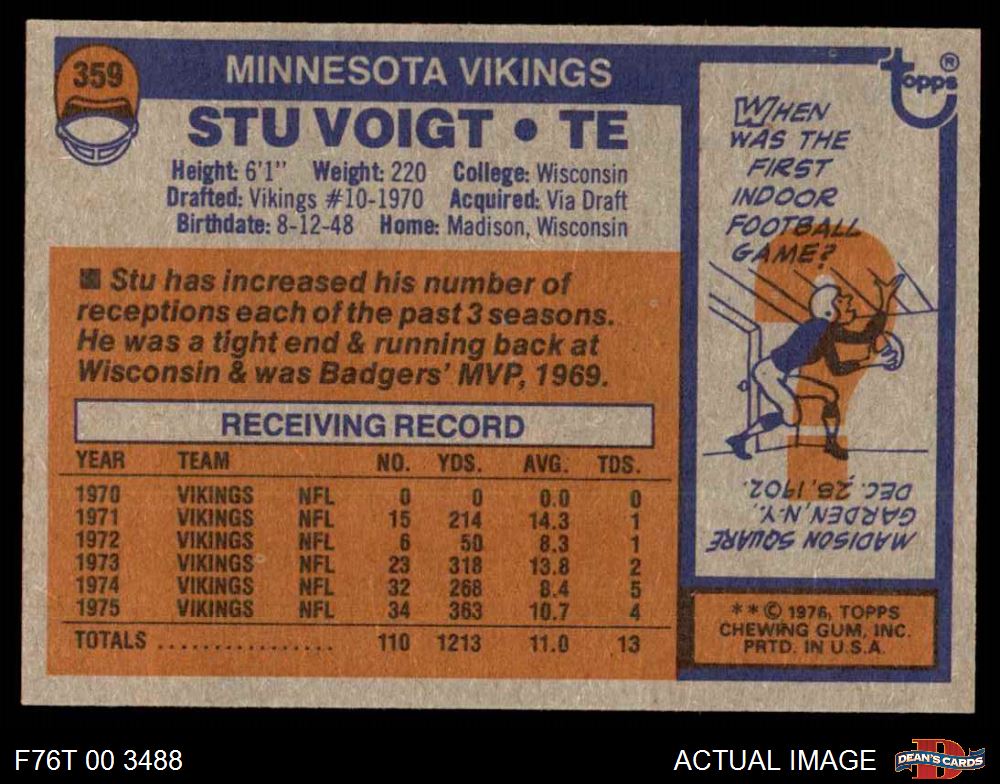 359
MINNESOTA VIKINGS
STU VOIGT • TE
Height: 6'1" Weight: 220 College: Wisconsin
Drafted: Vikings #10-1970 Acquired: Via Draft
Birthdate: 8-12-48 Home: Madison, Wisconsin
Stu has increased his number of
receptions each of the past 3 seasons.
He was a tight end & running back at
Wisconsin & was Badgers' MVP, 1969.
RECEIVING RECORD
YEAR TEAM NO. YDS. AVG. TDS.
1970 VIKINGS NFL 0 0 0.0 0
1971 VIKINGS NFL 15 214 14.3 1
1972 VIKINGS NFL 6 50 8.3 1
1973 VIKINGS NFL 23 318 13.8 2
1974 VIKINGS NFL 32 268 8.4 5
1975 VIKINGS NFL 34 363 10.7 4
TOTALS ................ 110 1213 11.0 13
topps®
WHEN
WAS THE
FIRST
INDOOR
FOOTBALL
GAME?
?
MADISON SQUARE
GARDEN, N.Y.,
DEC. 28, 1902.
** © 1976, TOPPS
CHEWING GUM, INC.
PRTD. IN U.S.A.
F76T 00 3488
ACTUAL IMAGE
D
DEAN'S CARDS